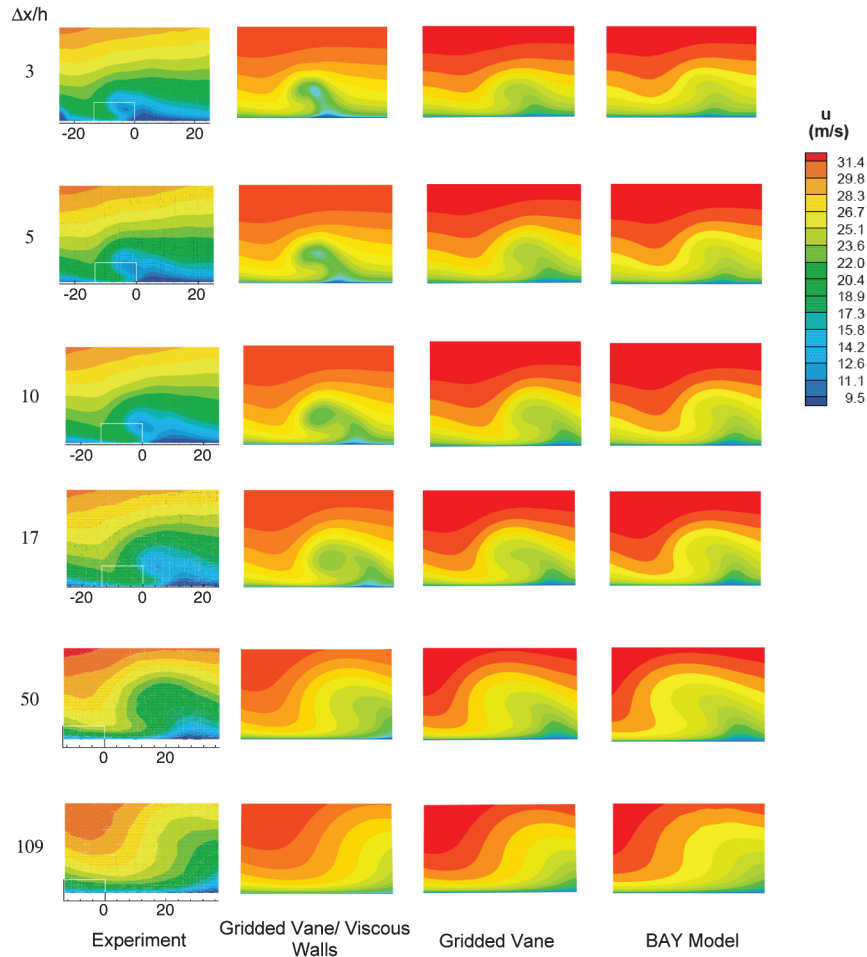 Δx/h
3
-20 0 20
5
-20 0 20
10
-20 0 20
17
-20 0 20
50
0 20
109
0 20
Experiment
Gridded Vane/ Viscous
Walls
Gridded Vane
BAY Model
u
(m/s)
31.4
29.8
28.3
26.7
25.1
23.6
22.0
20.4
18.9
17.3
15.8
14.2
12.6
11.1
9.5